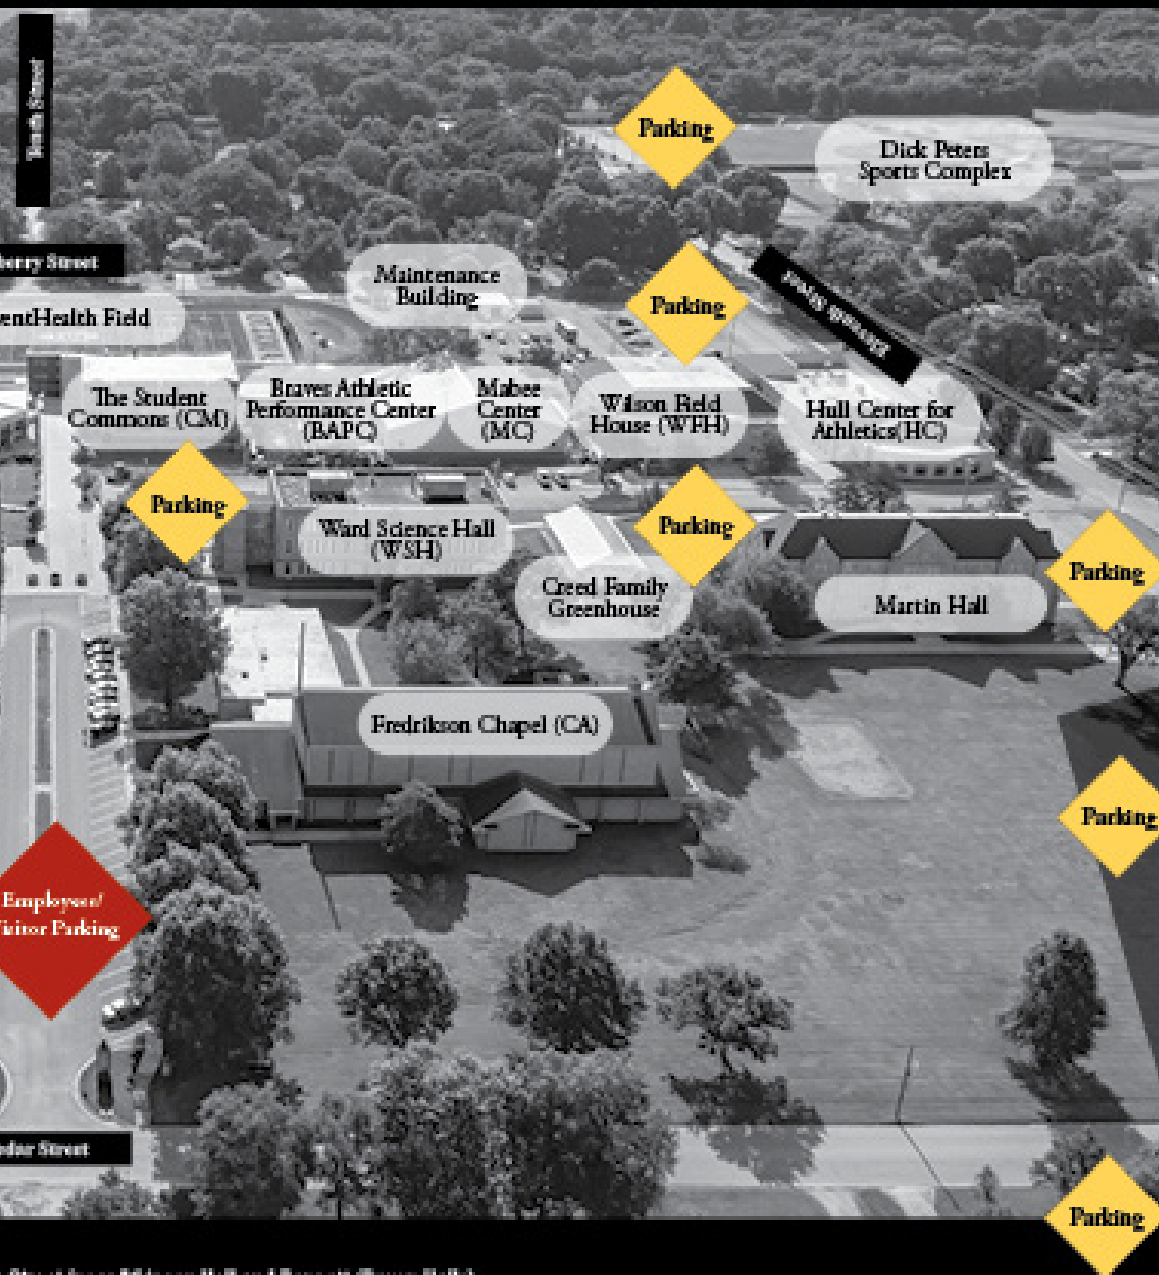 Tenth Street
Parking
Dick Peters
Sports Complex
berry Street
Maintenance
Building
Parking
Street
entHealth Field
The Student
Commons (CM)
Braves Athletic
Performance Center
(BAPC)
Mabee
Center
(MC)
Wilson Field
House (WFH)
Hull Center for
Athletics(HC)
Parking
Ward Science Hall
(WSH)
Parking
Creed Family
Greenhouse
Martin Hall
Parking
Fredrikson Chapel (CA)
Parking
Employee/
Visitor Parking
edar Street
Parking